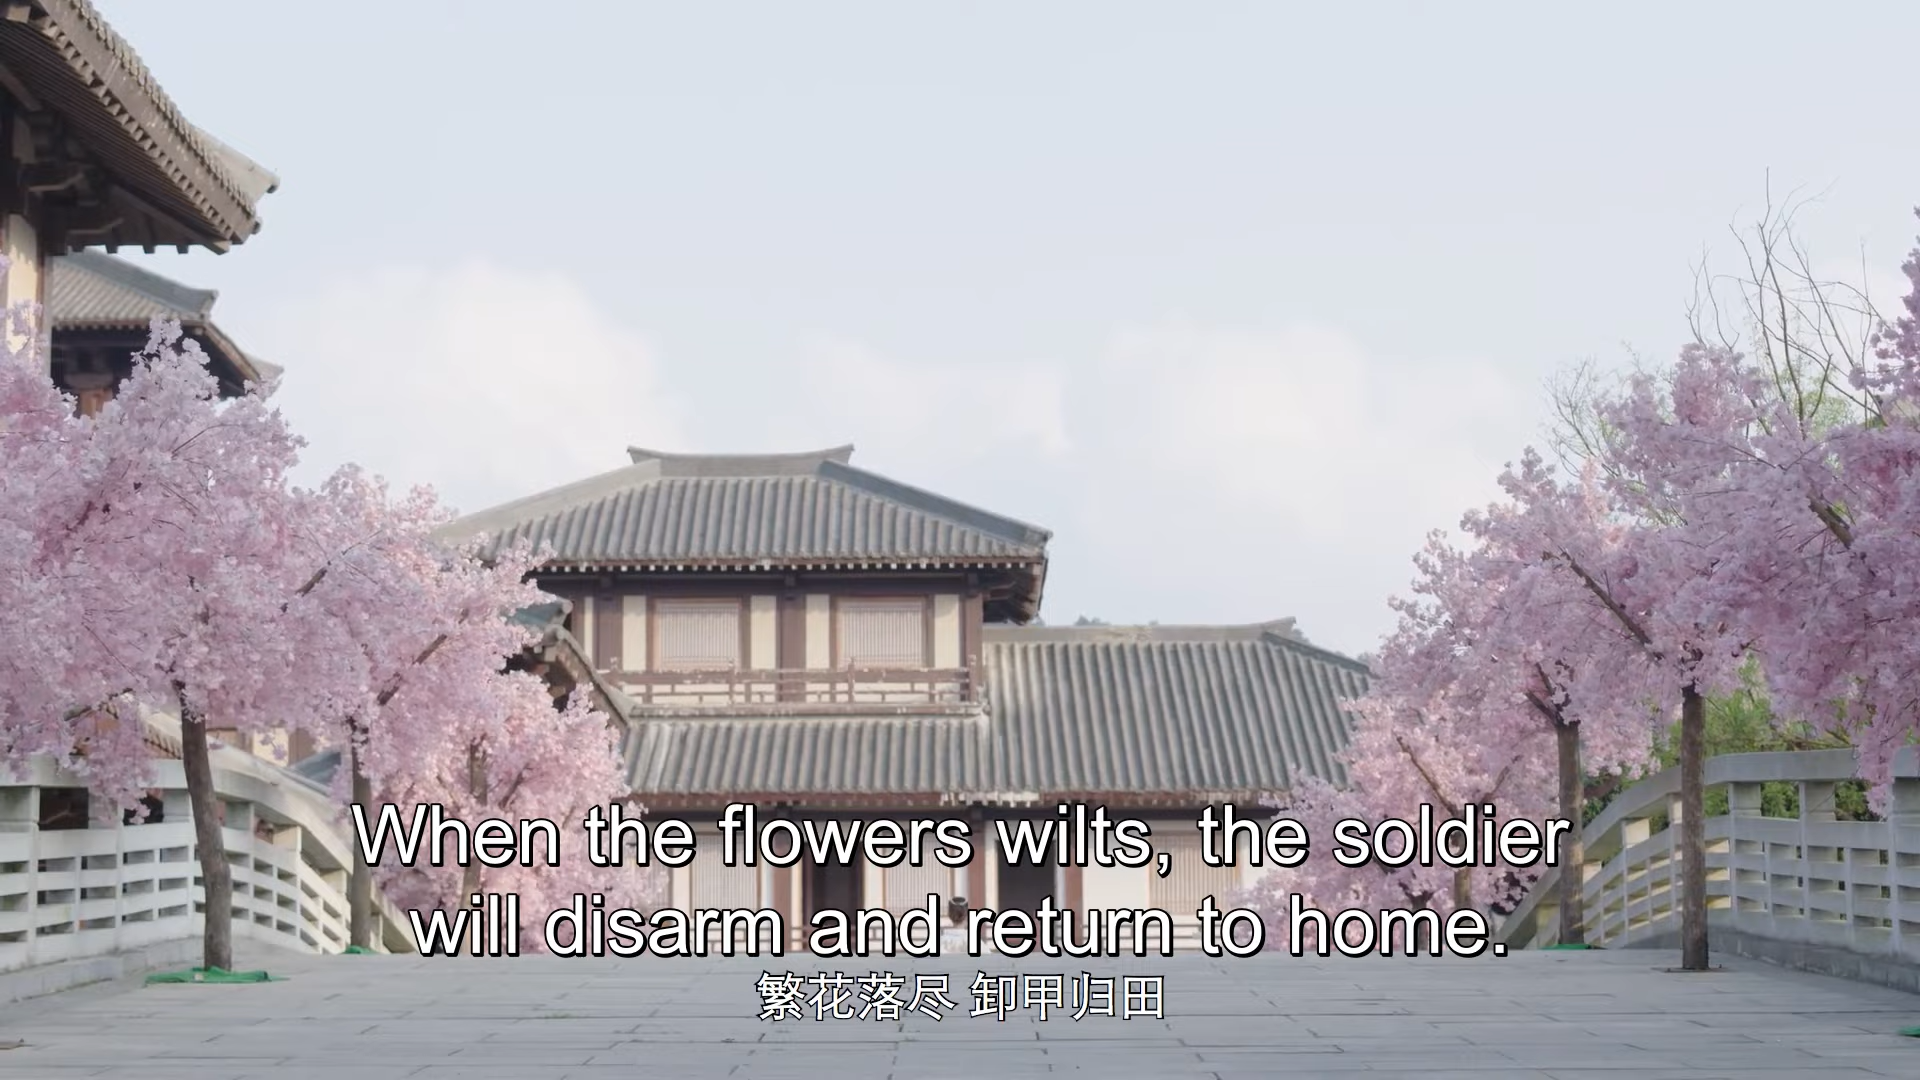 When the flowers wilts, the soldier
will disarm and return to home.
繁花落尽 卸甲归田